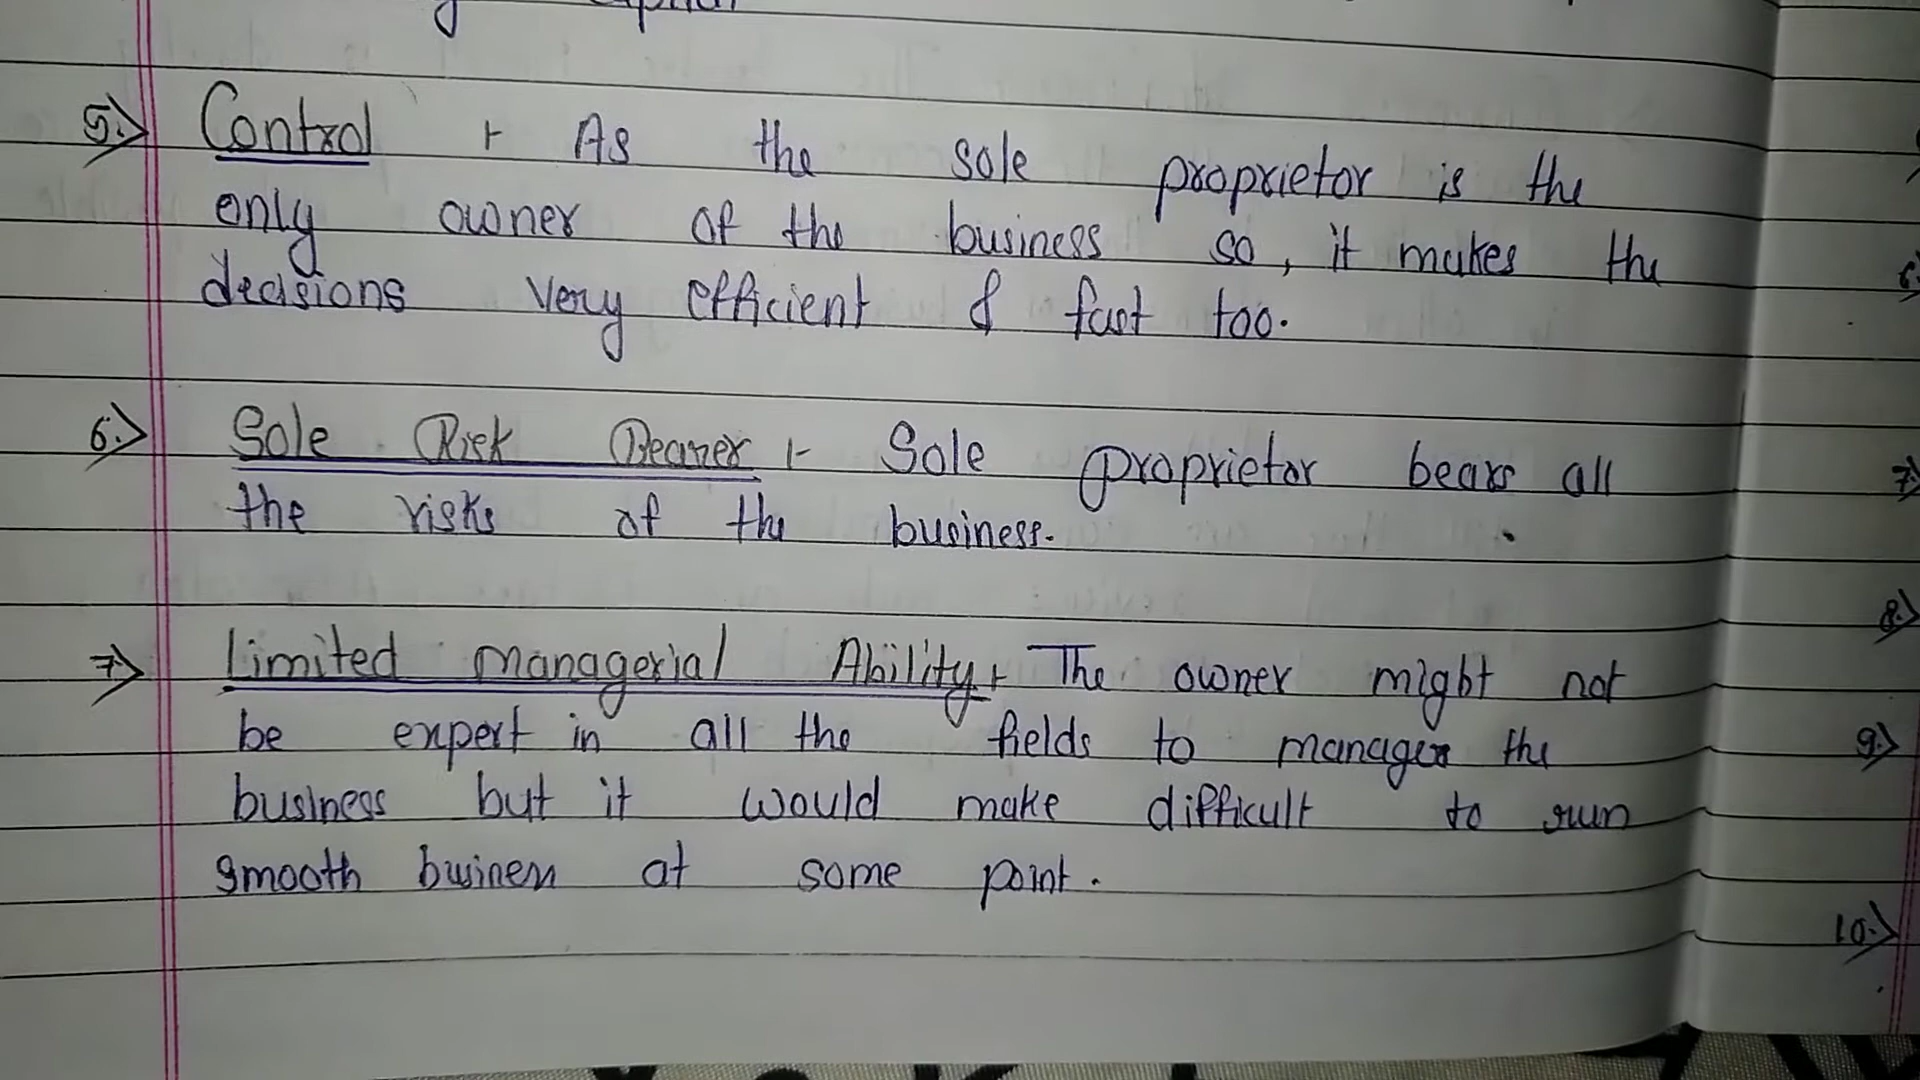 5.) Control :- As the sole proprietor is the
only owner of the business so, it makes the
decisions very efficient & fast too.
6.) Sole Risk Bearer :- Sole proprietor bears all
the risks of the business.
7.) Limited managerial Ability :- The owner might not
be expert in all the fields to manage the
business but it would make difficult to run
smooth business at some point.
7.)
8.)
9.)
10.)